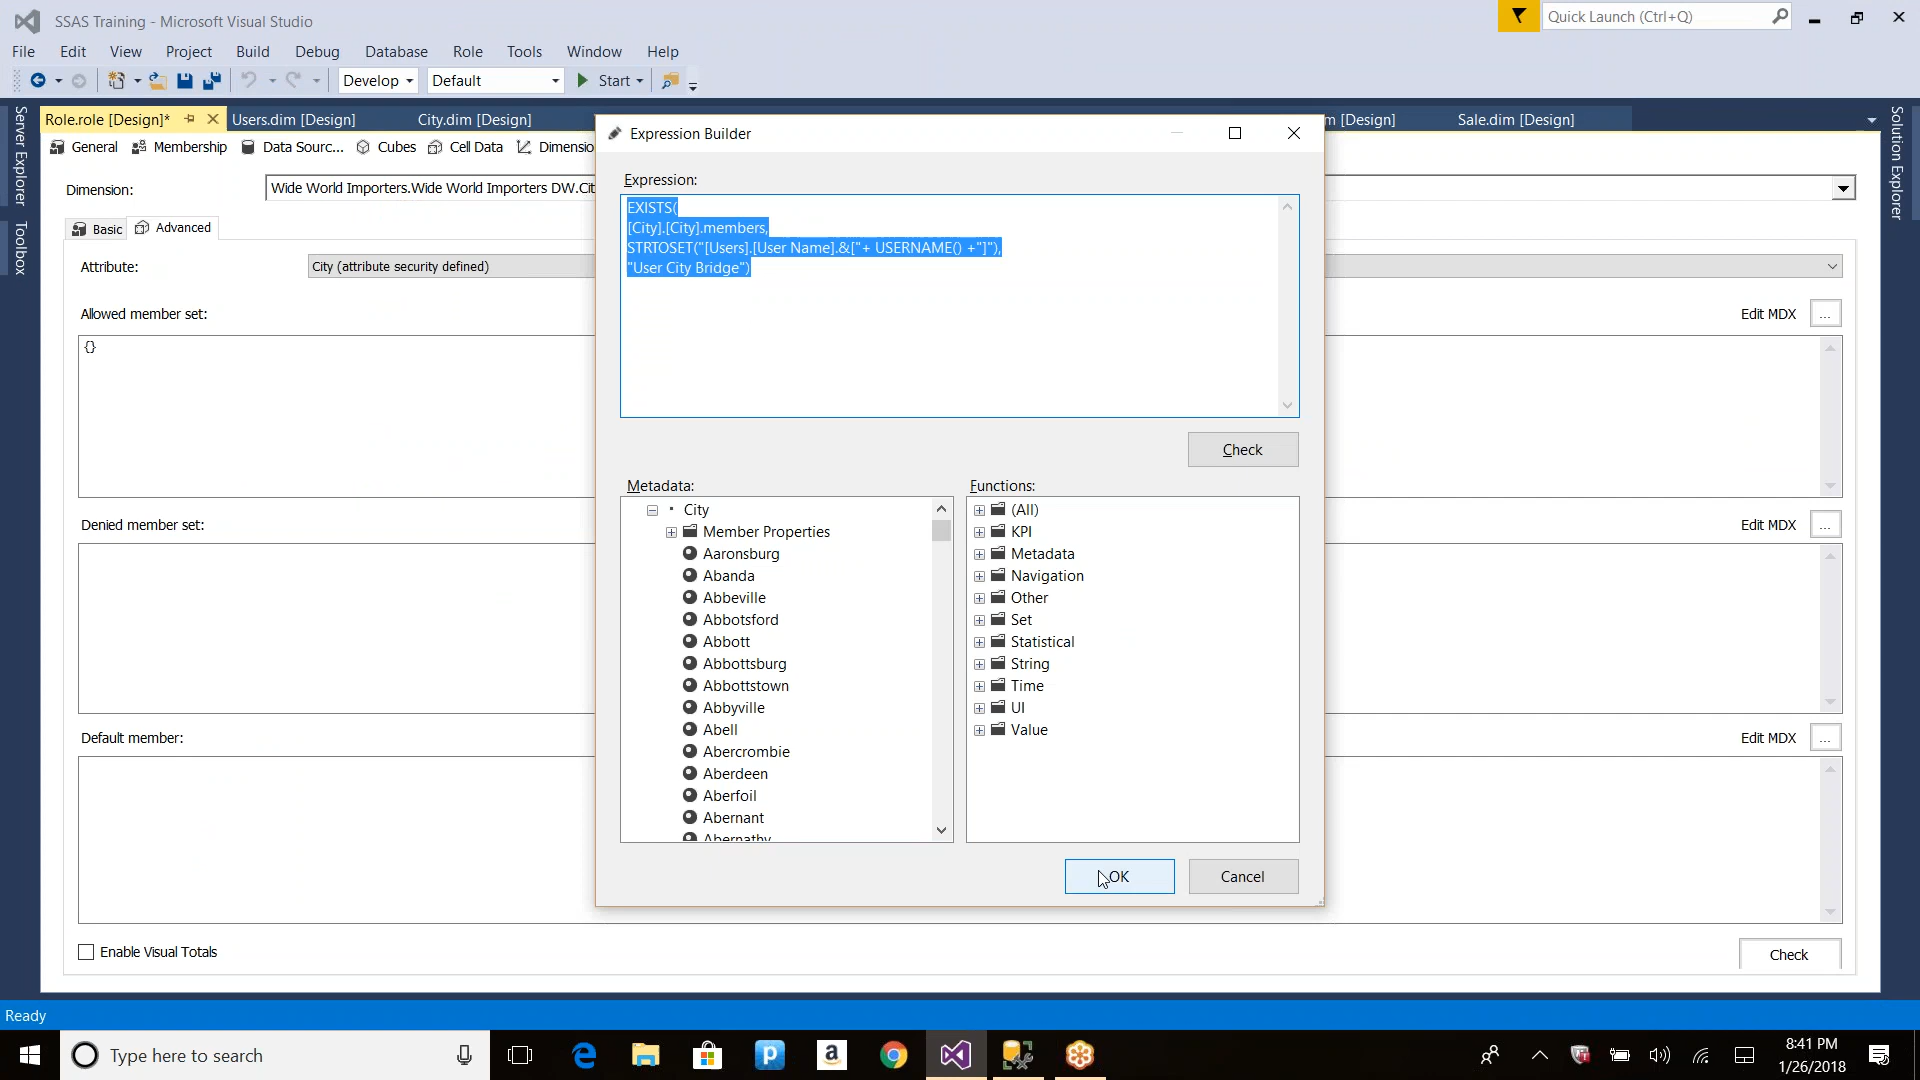 SSAS Training - Microsoft Visual Studio
Quick Launch (Ctrl+Q)
File Edit View Project Build Debug Database Role Tools Window Help
Develop Default Start
Server Explorer
Toolbox
Solution Explorer
Role.role [Design]* Users.dim [Design] City.dim [Design] m [Design] Sale.dim [Design]
General Membership Data Sourc... Cubes Cell Data Dimensio
Dimension: Wide World Importers.Wide World Importers DW.Cit
Basic Advanced
Attribute: City (attribute security defined)
Allowed member set: Edit MDX ...
{}
Denied member set: Edit MDX ...
Default member: Edit MDX ...
Enable Visual Totals Check
Expression Builder
Expression:
EXISTS(
[City].[City].members,
STRTOSET("[Users].[User Name].&["+ USERNAME() +"]"),
"User City Bridge")
Check
Metadata:
City
Member Properties
Aaronsburg
Abanda
Abbeville
Abbotsford
Abbott
Abbottsburg
Abbottstown
Abbyville
Abell
Abercrombie
Aberdeen
Aberfoil
Abernant
Abernathy
Functions:
(All)
KPI
Metadata
Navigation
Other
Set
Statistical
String
Time
UI
Value
OK Cancel
Ready
Type here to search
8:41 PM
1/26/2018